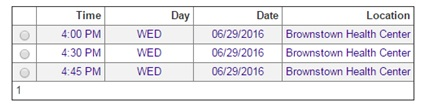 Time Day Date Location
4:00 PM WED 06/29/2016 Brownstown Health Center
4:30 PM WED 06/29/2016 Brownstown Health Center
4:45 PM WED 06/29/2016 Brownstown Health Center
1